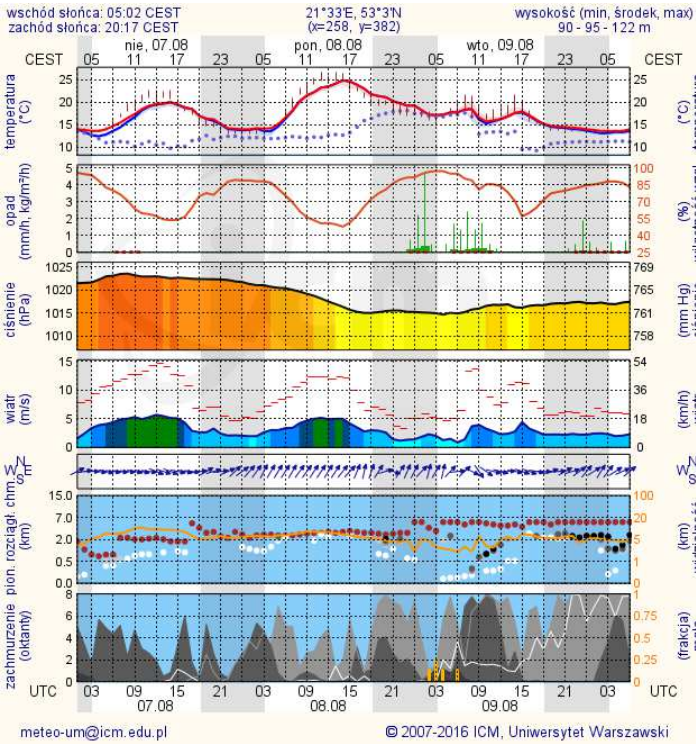 wschód słońca: 05:02 CEST 21°33'E, 53°3'N wysokość (min, środek, max)
zachód słońca: 20:17 CEST (x=258, y=382) 90 - 95 - 122 m
nie, 07.08 pon, 08.08 wto, 09.08
CEST 05 11 17 23 05 11 17 23 05 11 17 23 05 CEST
temperatura (°C) 25 20 15 10 25 20 15 10 (°C)
opad (mm/h, kg/m²/h) 5 4 3 2 1 0 100 85 70 55 40 25 (%)
ciśnienie (hPa) 1025 1020 1015 1010 769 765 761 758 (mm Hg)
wiatr (m/s) 15 10 5 0 54 36 18 0 (km/h)
N W E S N W S
pion. rozciągł. chm. (km) 15.0 7.0 2.0 0.5 0.0 100 20 5 1 0 (km)
zachmurzenie (oktanty) 8 6 4 2 0 1 0.75 0.5 0.25 0 (frakcja)
UTC 03 09 15 21 03 09 15 21 03 09 15 21 03 UTC
07.08 08.08 09.08
meteo-um@icm.edu.pl © 2007-2016 ICM, Uniwersytet Warszawski